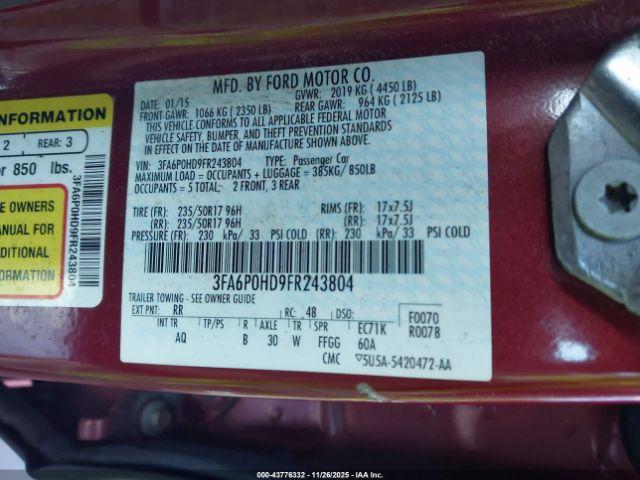 INFORMATION
2 REAR: 3
or 850 lbs.
E OWNERS
MANUAL FOR
DDITIONAL
FORMATION
3FA6P0HD9FR243804
MFD. BY FORD MOTOR CO.
DATE: 01/15 GVWR: 2019 KG ( 4450 LB)
FRONT GAWR: 1066 KG ( 2350 LB) REAR GAWR: 964 KG ( 2125 LB)
THIS VEHICLE CONFORMS TO ALL APPLICABLE FEDERAL MOTOR
VEHICLE SAFETY, BUMPER, AND THEFT PREVENTION STANDARDS
IN EFFECT ON THE DATE OF MANUFACTURE SHOWN ABOVE.
VIN: 3FA6P0HD9FR243804 TYPE: Passenger Car
MAXIMUM LOAD = OCCUPANTS + LUGGAGE = 385KG/ 850LB
OCCUPANTS = 5 TOTAL, 2 FRONT, 3 REAR
TIRE (FR): 235/50R17 96H RIMS (FR): 17x7.5J
(RR): 235/50R17 96H (RR): 17x7.5J
PRESSURE (FR): 230 kPa/ 33 PSI COLD (RR): 230 kPa/ 33 PSI COLD
3FA6P0HD9FR243804
TRAILER TOWING - SEE OWNER GUIDE
EXT PNT: RR RC: 48 DSO: F0070
INT TR TP/PS R AXLE TR SPR EC71K R0078
AQ B 30 W FFGG 60A
CMC 5U5A-5420472-AA
00-43776332 - 11/26/2025 - IAA Inc.